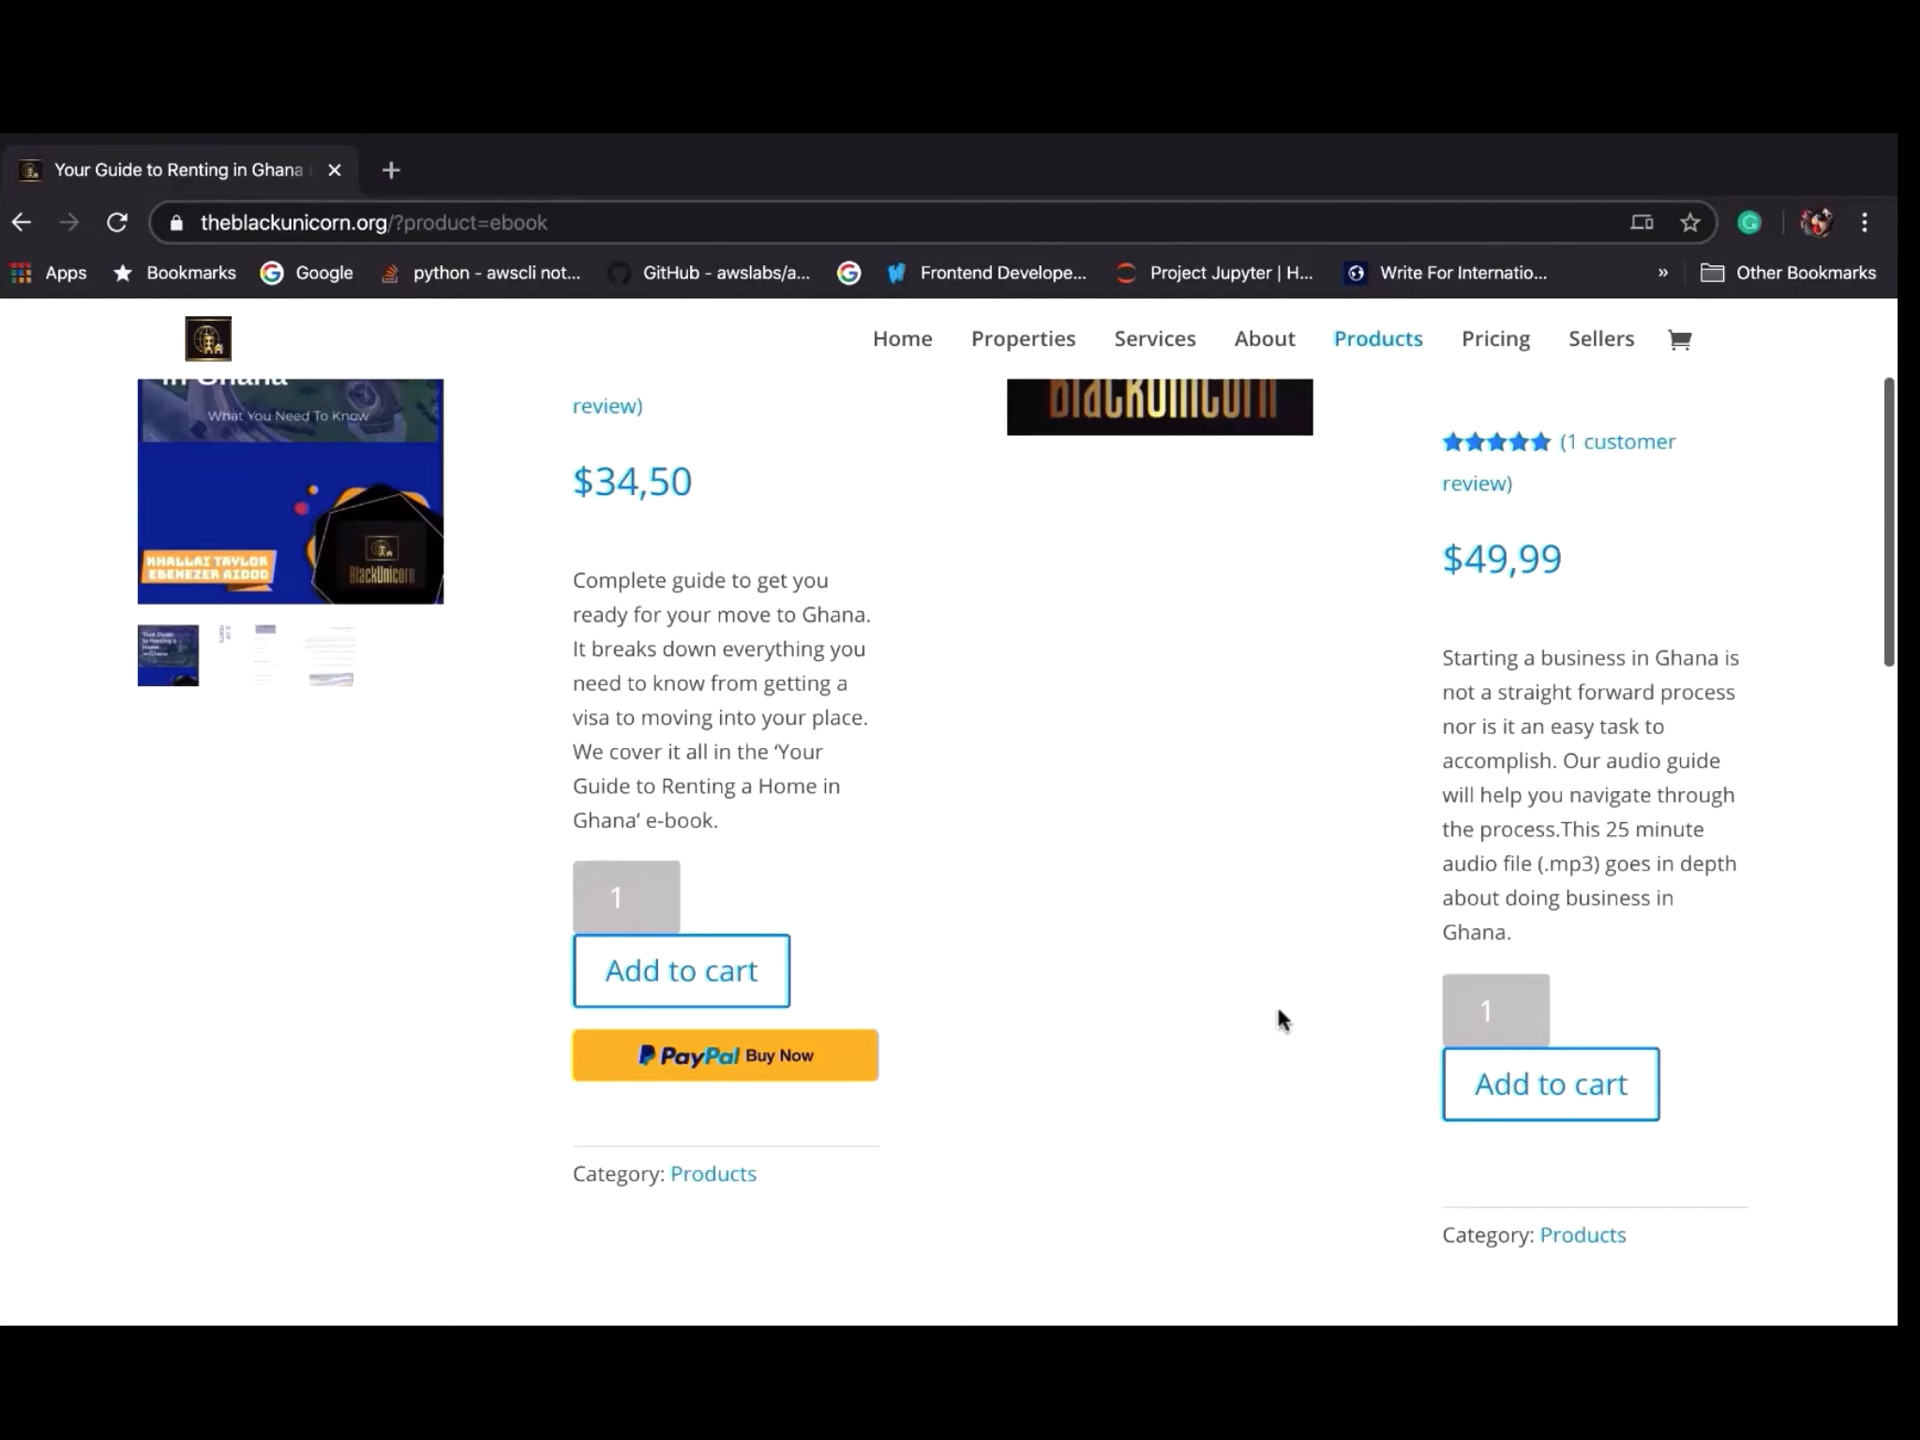 Your Guide to Renting in Ghana
theblackunicorn.org/?product=ebook
Apps
Bookmarks
Google
python - awscli not...
GitHub - awslabs/a...
Frontend Develope...
Project Jupyter | H...
Write For Internatio...
»
Other Bookmarks
Home
Properties
Services
About
Products
Pricing
Sellers
in Ghana
What You Need To Know
KHALLAI TAYLOR
EBENEZER AIDOO
BlackUnicorn
review)
$34,50
Complete guide to get you
ready for your move to Ghana.
It breaks down everything you
need to know from getting a
visa to moving into your place.
We cover it all in the ‘Your
Guide to Renting a Home in
Ghana’ e-book.
1
Add to cart
PayPal Buy Now
Category: Products
BlackUnicorn
(1 customer
review)
$49,99
Starting a business in Ghana is
not a straight forward process
nor is it an easy task to
accomplish. Our audio guide
will help you navigate through
the process.This 25 minute
audio file (.mp3) goes in depth
about doing business in
Ghana.
1
Add to cart
Category: Products